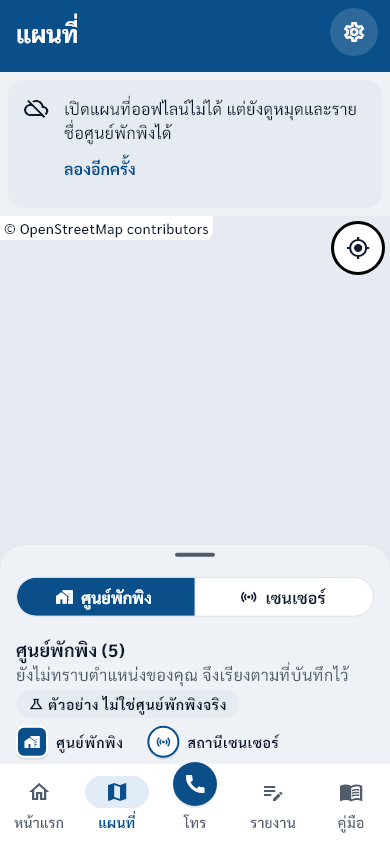 แผนที่
เปิดแผนที่ออฟไลน์ไม่ได้ แต่ยังดูหมุดและราย
ชื่อศูนย์พักพิงได้
ลองอีกครั้ง
© OpenStreetMap contributors
ศูนย์พักพิง
เซนเซอร์
ศูนย์พักพิง (5)
ยังไม่ทราบตำแหน่งของคุณ จึงเรียงตามที่บันทึกไว้
ตัวอย่าง ไม่ใช่ศูนย์พักพิงจริง
ศูนย์พักพิง
สถานีเซนเซอร์
หน้าแรก
แผนที่
โทร
รายงาน
คู่มือ